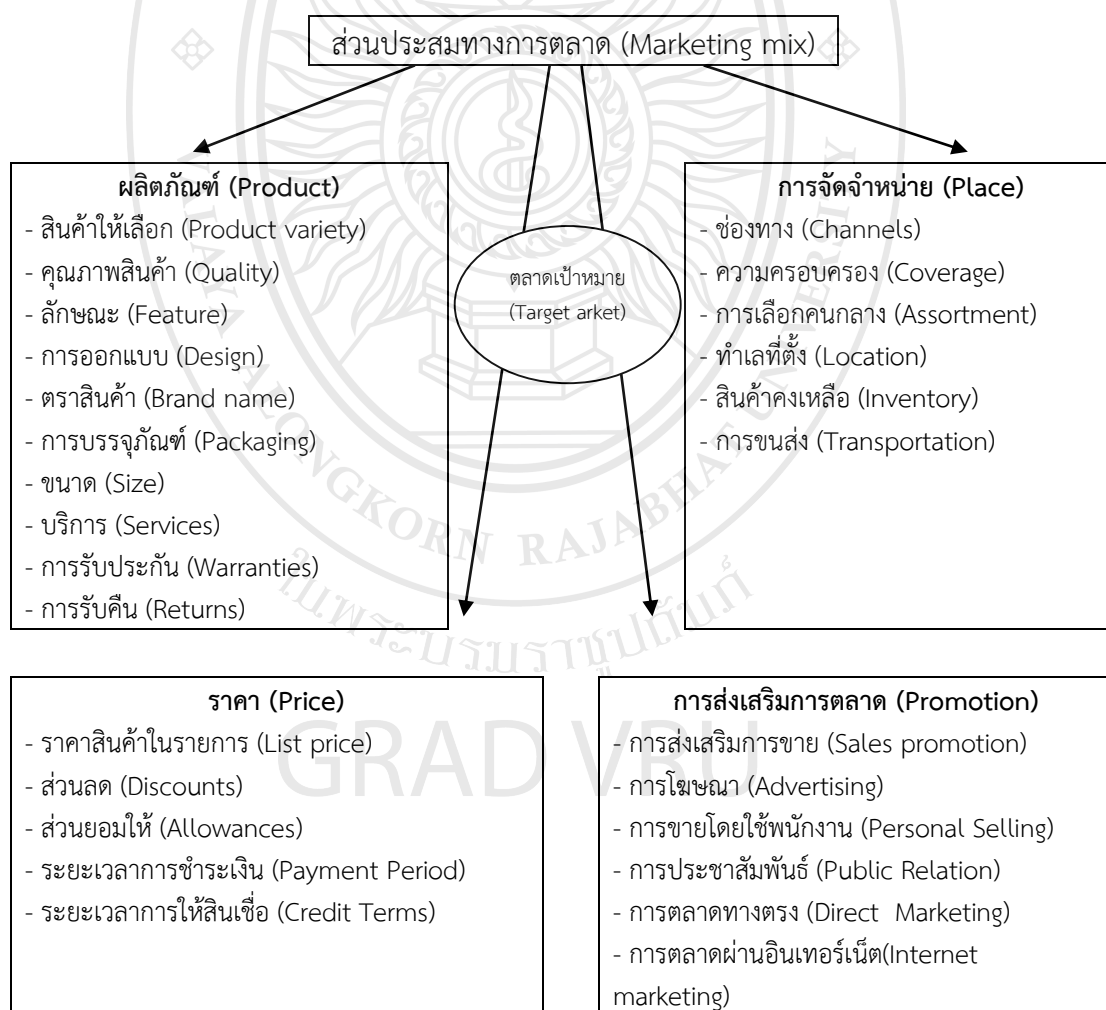 ส่วนประสมทางการตลาด (Marketing mix)
ผลิตภัณฑ์ (Product)
- สินค้าให้เลือก (Product variety)
- คุณภาพสินค้า (Quality)
- ลักษณะ (Feature)
- การออกแบบ (Design)
- ตราสินค้า (Brand name)
- การบรรจุภัณฑ์ (Packaging)
- ขนาด (Size)
- บริการ (Services)
- การรับประกัน (Warranties)
- การรับคืน (Returns)
ตลาดเป้าหมาย
(Target arket)
การจัดจำหน่าย (Place)
- ช่องทาง (Channels)
- ความครอบครอง (Coverage)
- การเลือกคนกลาง (Assortment)
- ทำเลที่ตั้ง (Location)
- สินค้าคงเหลือ (Inventory)
- การขนส่ง (Transportation)
ราคา (Price)
- ราคาสินค้าในรายการ (List price)
- ส่วนลด (Discounts)
- ส่วนยอมให้ (Allowances)
- ระยะเวลาการชำระเงิน (Payment Period)
- ระยะเวลาการให้สินเชื่อ (Credit Terms)
การส่งเสริมการตลาด (Promotion)
- การส่งเสริมการขาย (Sales promotion)
- การโฆษณา (Advertising)
- การขายโดยใช้พนักงาน (Personal Selling)
- การประชาสัมพันธ์ (Public Relation)
- การตลาดทางตรง (Direct  Marketing)
- การตลาดผ่านอินเทอร์เน็ต(Internet
marketing)
ALONGKORN RAJABHAT UNIVERSITY
ในพระบรมราชูปถัมภ์
GRAD VRU